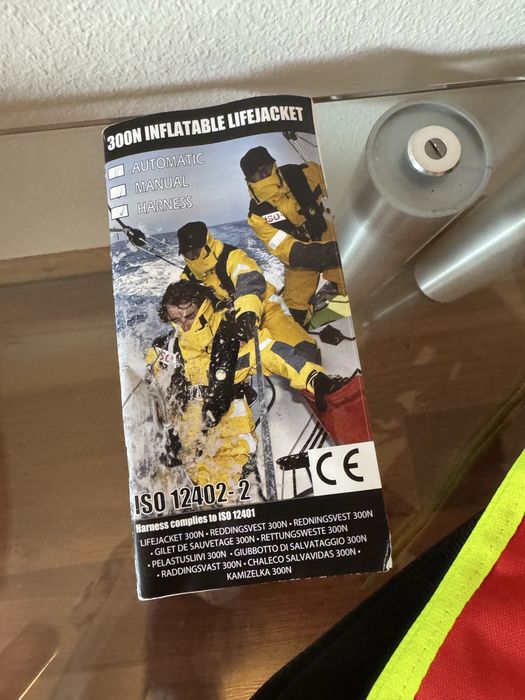 300N INFLATABLE LIFEJACKET
AUTOMATIC
MANUAL
HARNESS
ISO 12402-2
Harness complies to ISO 12401
CE
LIFEJACKET 300N • REDDINGSVEST 300N • REDNINGSVEST 300N
• GILET DE SAUVETAGE 300N • RETTUNGSWESTE 300N
• PELASTUSLIIVI 300N • GIUBBOTTO DI SALVATAGGIO 300N •
• RADDINGSVAST 300N • CHALECO SALVAVIDAS 300N •
KAMIZELKA 300N